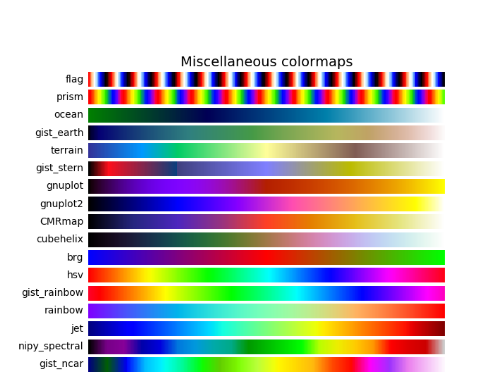 Miscellaneous colormaps
flag
prism
ocean
gist_earth
terrain
gist_stern
gnuplot
gnuplot2
CMRmap
cubehelix
brg
hsv
gist_rainbow
rainbow
jet
nipy_spectral
gist_ncar